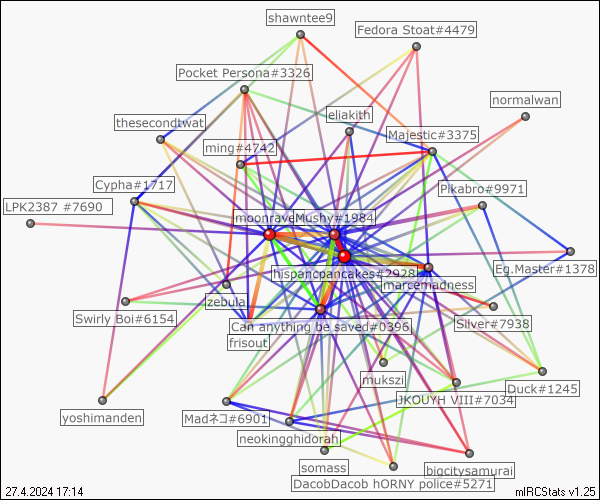 shawntee9
Fedora Stoat#4479
Pocket Persona#3326
normalwan
eliakith
thesecondtwat
Majestic#3375
ming#4742
Cypha#1717
Pikabro#9971
LPK2387 #7690
moonrave
Mushy#1984
Eg.Master#1378
hispancpancakes#2928
marcemadness
zebula
Swirly Boi#6154
Silver#7938
Can anything be saved#0396
frisout
mukszi
Duck#1245
JKOUYH VIII#7034
yoshimanden
Madネコ#6901
neokingghidorah
somass
bigcitysamurai
DacobDacob hORNY police#5271
27.4.2024 17:14
mIRCStats v1.25